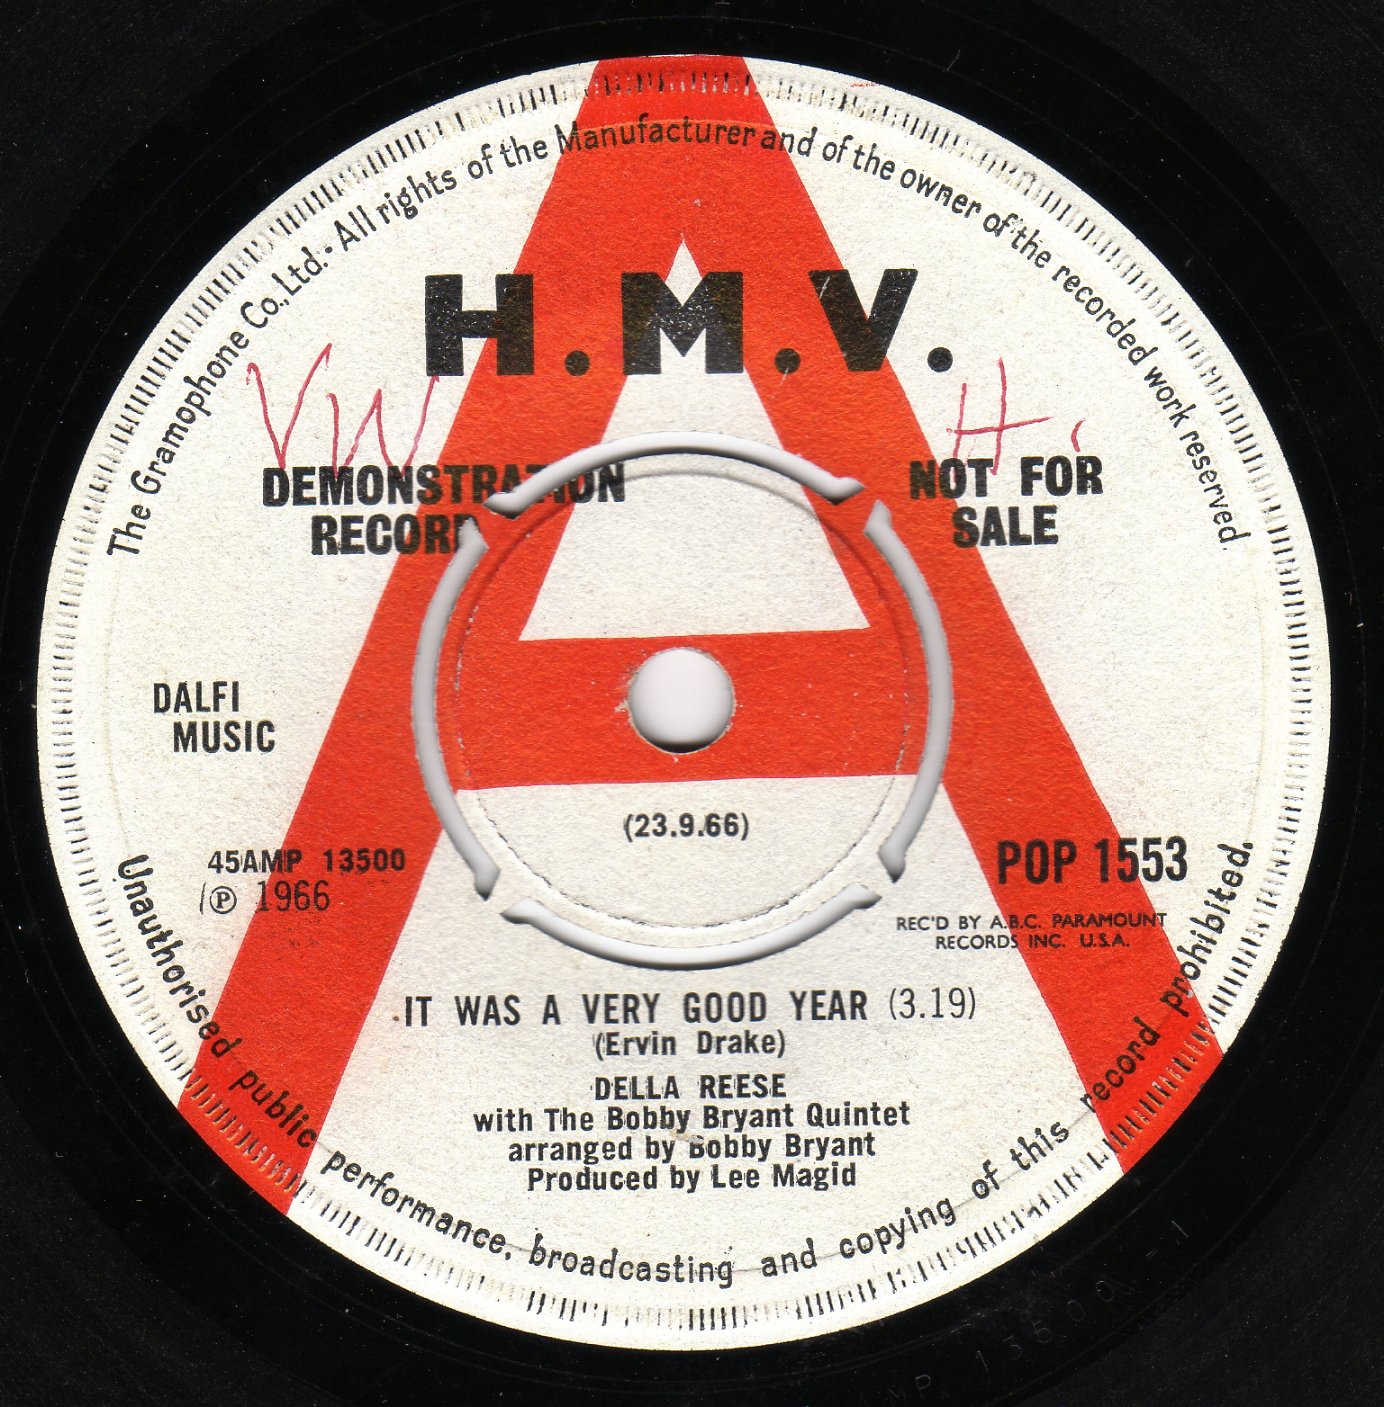 The Gramophone Co., Ltd. · All rights of the Manufacturer and of the owner of the recorded work reserved.
H.M.V.
VW H.
DEMONSTRATION
RECORD
NOT FOR
SALE
DALFI
MUSIC
(23.9.66)
45AMP 13500
℗ 1966
POP 1553
REC'D BY A.B.C. PARAMOUNT
RECORDS INC. U.S.A.
IT WAS A VERY GOOD YEAR (3.19)
(Ervin Drake)
DELLA REESE
with The Bobby Bryant Quintet
arranged by Bobby Bryant
Produced by Lee Magid
Unauthorised public performance, broadcasting and copying of this record prohibited.